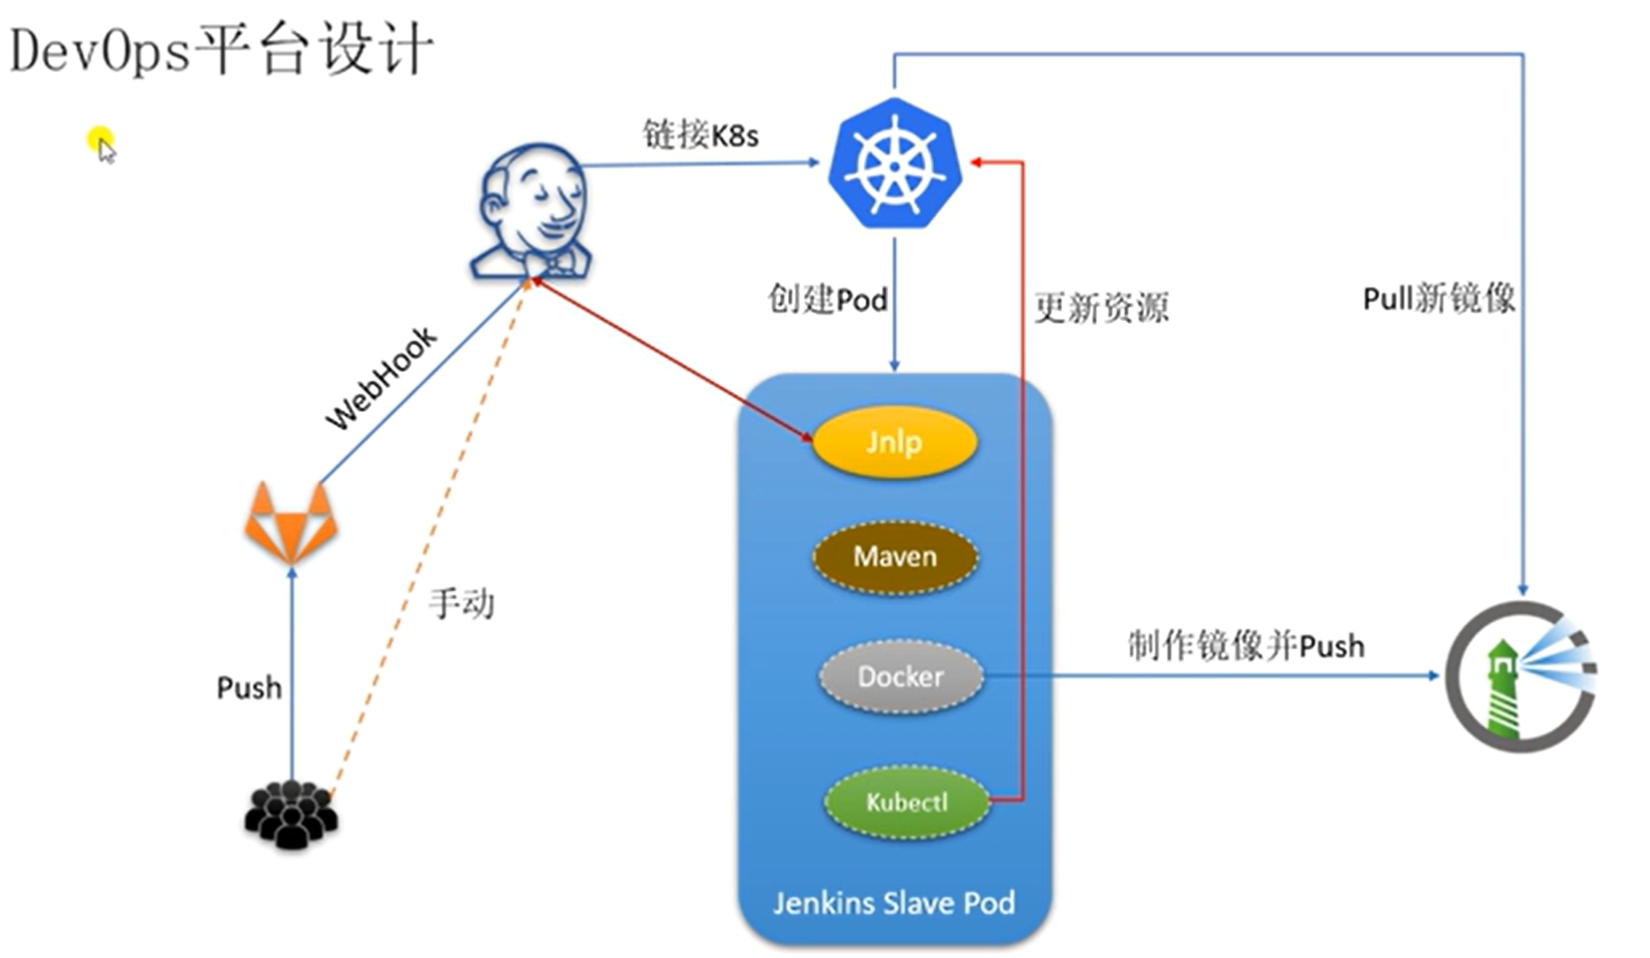 DevOps平台设计
链接K8s
创建Pod
更新资源
Pull新镜像
WebHook
Jnlp
Maven
手动
制作镜像并Push
Docker
Push
Kubectl
Jenkins Slave Pod